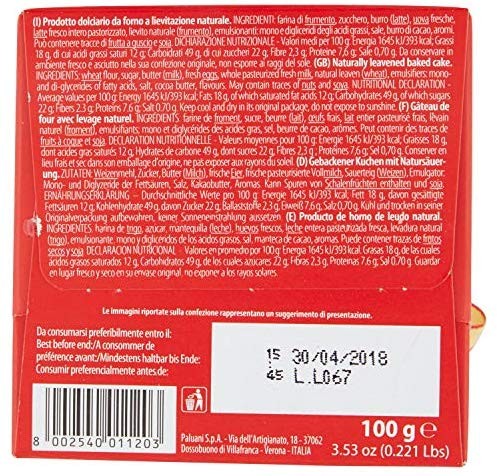 (I) Prodotto dolciario da forno a lievitazione naturale. INGREDIENTI: farina di frumento, zucchero, burro (latte), uova fresche,
latte fresco intero pastorizzato, lievito naturale (frumento), emulsionanti: mono e digliceridi degli acidi grassi, sale, burro di cacao, aromi.
Può contenere tracce di frutta a guscio e soia. DICHIARAZIONE NUTRIZIONALE - Valori medi per 100 g: Energia 1645 kJ/393 kcal; Grassi
18 g, di cui acidi grassi saturi 12 g; Carboidrati 49 g, di cui zuccheri 22 g; Fibre 2,3 g; Proteine 7,6 g; Sale 0,70 g. Da conservare in
ambiente fresco e asciutto nella sua confezione originale, non esporre ai raggi del sole. (GB) Naturally leavened baked cake.
INGREDIENTS: wheat flour, sugar, butter (milk), fresh eggs, whole pasteurized fresh milk, natural leaven (wheat), emulsifiers: mono-
and di-glycerides of fatty acids, salt, cocoa butter, flavours. May contain traces of nuts and soya. NUTRITIONAL DECLARATION -
Average values per 100 g: Energy 1645 kJ/393 kcal; Fats 18 g, of which saturated fatty acids 12 g; Carbohydrates 49 g, of which sugars
22 g; Fibres 2,3 g; Proteins 7,6 g; Salt 0,70 g. Keep cool and dry in its original package, do not expose to sunshine. (F) Gâteau de
four avec levage naturel. INGRÉDIENTS: farine de froment, sucre, beurre (lait), œufs frais, lait entier pasteurisé frais, lévain
naturel (froment), emulsifiants: mono et diglycérides des acides gras, sel, beurre de cacao, arômes. Peut contenir des traces de
fruits à coque et soja. DECLARATION NUTRITIONNELLE - Valeurs moyennes pour 100 g: Energie 1645 kJ/393 kcal; Graisses 18 g,
dont acides gras saturés 12 g, Hydrates de carbone 49 g, dont sucres 22 g; Fibres 2,3 g; Protéines 7,6 g; Sel 0,70 g. Conserver en
lieu frais et sec dans son emballage d'origine, ne pas exposer aux rayons du soleil. (D) Gebackener Kuchen mit Natursäuer-
ung. ZUTATEN: Weizenmehl, Zucker, Butter (Milch), frische Eier, frische pasteurisierte Vollmilch, Sauerteig (Weizen), Emulgator:
Mono- und Diglyceride der Fettsäuren, Salz, Kakaobutter, Aromas. Kann Spuren von Schalenfrüchten enthalten und soja.
ERNÄHRUNGSERKLARUNG - Durchschnittliche Werte pro 100 g: Energie 1645 kJ/393 kcal, Fett 18 g, davon gesättigte
Fettsäuren 12 g; Kohlenhydrate 49 g, davon Zucker 22 g; Ballaststoffe 2,3 g; Eiweiße 7,6 g; Salz 0,70 g. Kuhl und trocken in seiner
Originalverpackung aufbewahren, keiner Sonneneinstrahlung aussetzen. (E) Producto de horno de leudo natural.
INGREDIENTES: harina de trigo, azúcar, mantequilla (leche), huevos frescos, leche entera pasteurizada fresca, levadura natural
(trigo), emulsionante, mono y diglicéridos de los ácidos grasos, sal, manteca de cacao, aromas. Puede contener trazas de frutos
secos y soja. DECLARACION NUTRICIONAL - Valores en promedio por 100 g: Energía 1645 kJ/393 kcal, Grasas 18 g, de las cuales
ácidos grasos saturados 12 g; Carbohydratos 49 g, de los cuales azucares 22 g; Fibras 2,3 g; Proteinas 7,6 g, Sal 0,70 g. Guardar
en lugar fresco y seco en su envase original, no exponer a los rayos solares.
Le immagini riportate sulla confezione rappresentano un suggerimento di presentazione.
Da consumarsi preferibilmente entro il:
Best before end:/A consommer de
préférence avant:/Mindestens haltbar bis Ende:
Consumir preferencialmente antes de:
15 30/04/2018
45 L.L067
8 002540 011203
Paluani S.p.A. - Via dell'Artigianato, 18 - 37062
Dossobuono di Villafranca - Verona - ITALIA
100 g e
3.53 oz (0.221 Lbs)